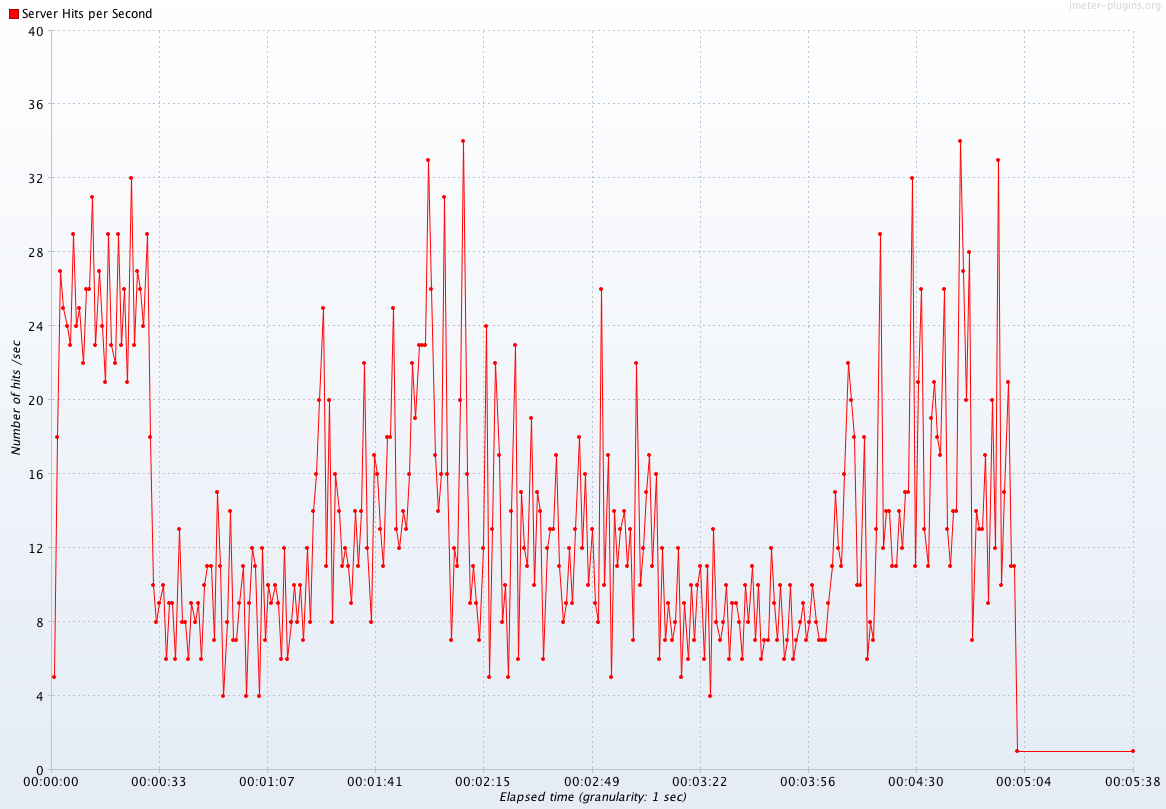 Server Hits per Second
jmeter-plugins.org
40
36
32
28
24
20
16
12
8
4
0
Number of hits /sec
00:00:00 00:00:33 00:01:07 00:01:41 00:02:15 00:02:49 00:03:22 00:03:56 00:04:30 00:05:04 00:05:38
Elapsed time (granularity: 1 sec)